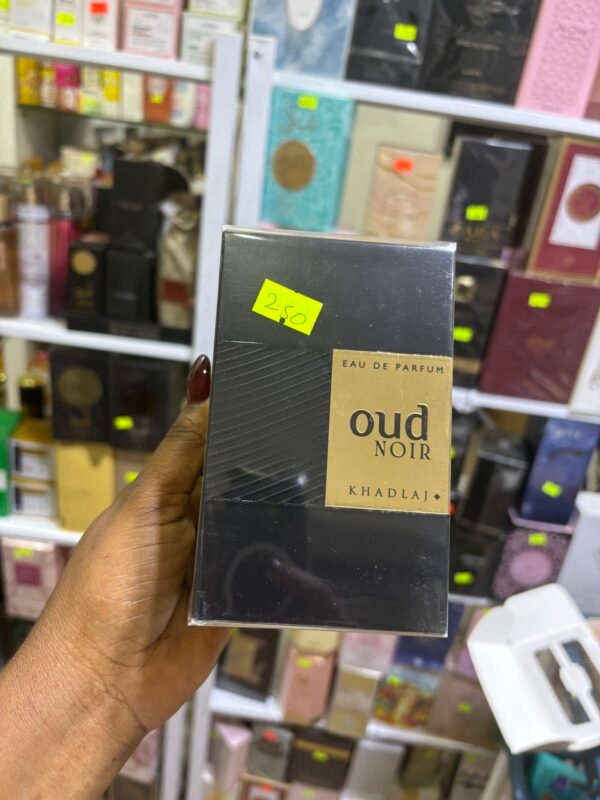 250
EAU DE PARFUM
oud
NOIR
KHADLAJ